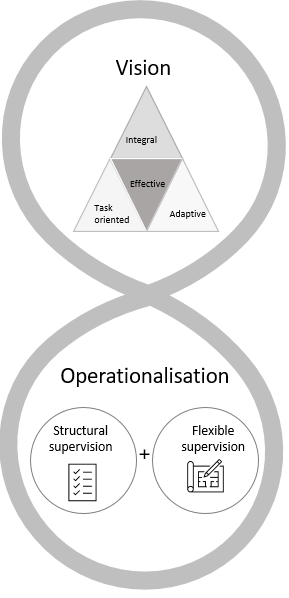 Vision
Integral
Effective
Task
oriented
Adaptive
Operationalisation
Structural
supervision
+
Flexible
supervision